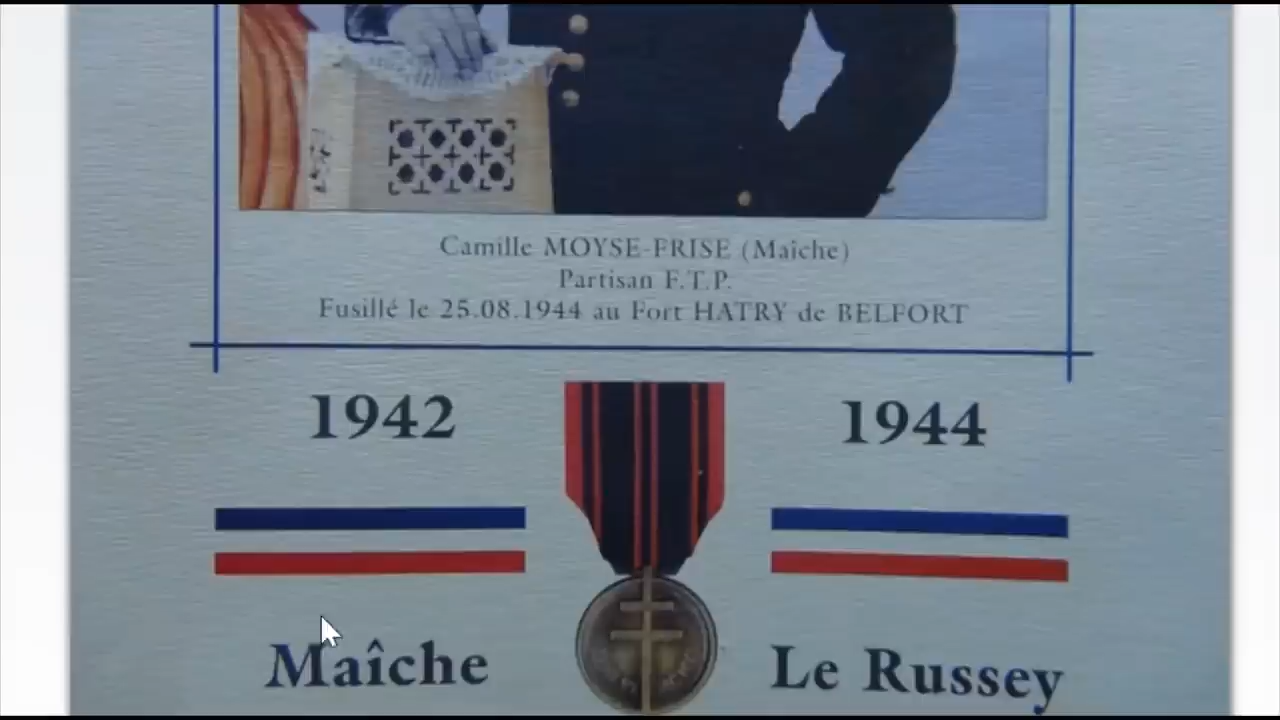 Camille MOYSE-FRISE (Maîche)
Partisan F.T.P.
Fusillé le 25.08.1944 au Fort HATRY de BELFORT
1942
1944
Maîche
Le Russey